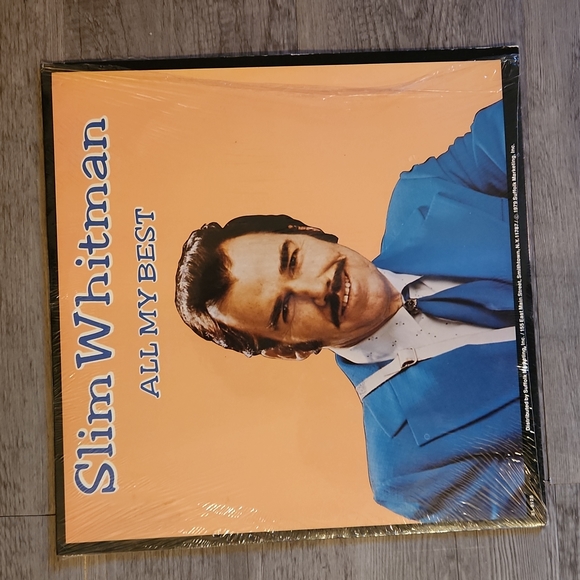 Slim Whitman
ALL MY BEST
Distributed by Suffolk Marketing, Inc. / 155 East Main Street, Smithtown, N.Y. 11787 / ℗ 1979 Suffolk Marketing, Inc.